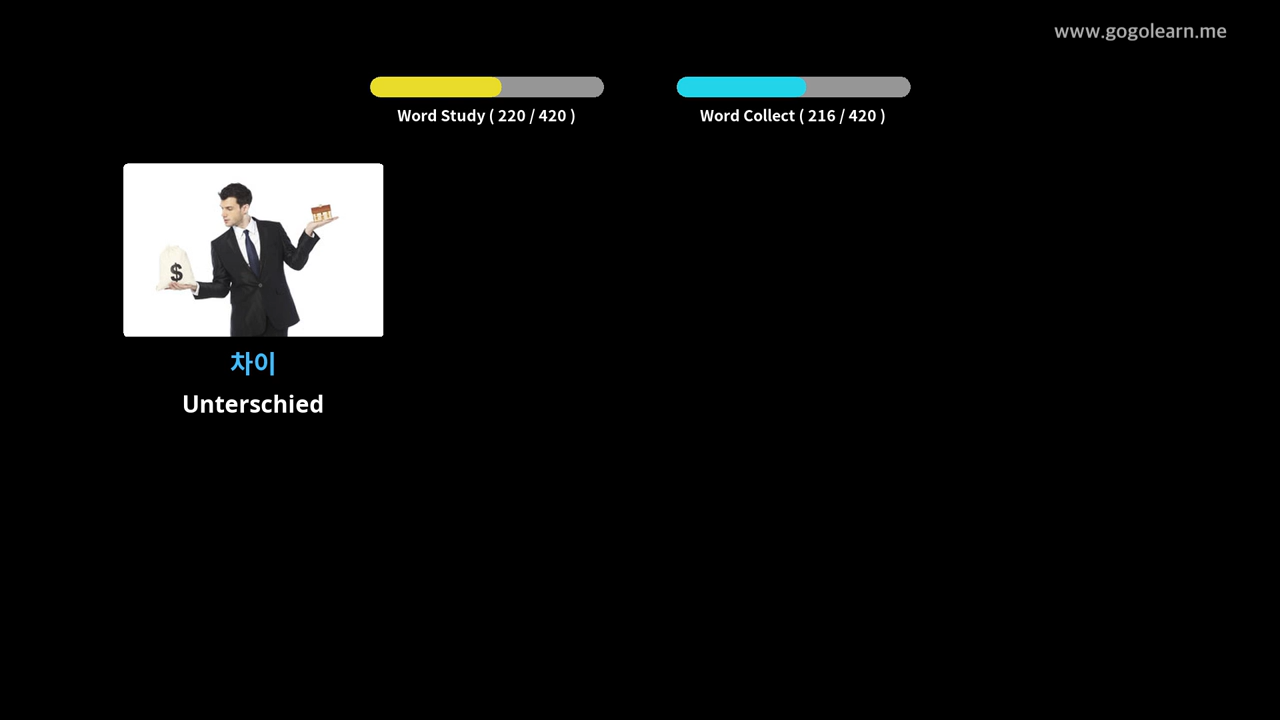 www.gogolearn.me
Word Study ( 220 / 420 )
Word Collect ( 216 / 420 )
$
차이
Unterschied